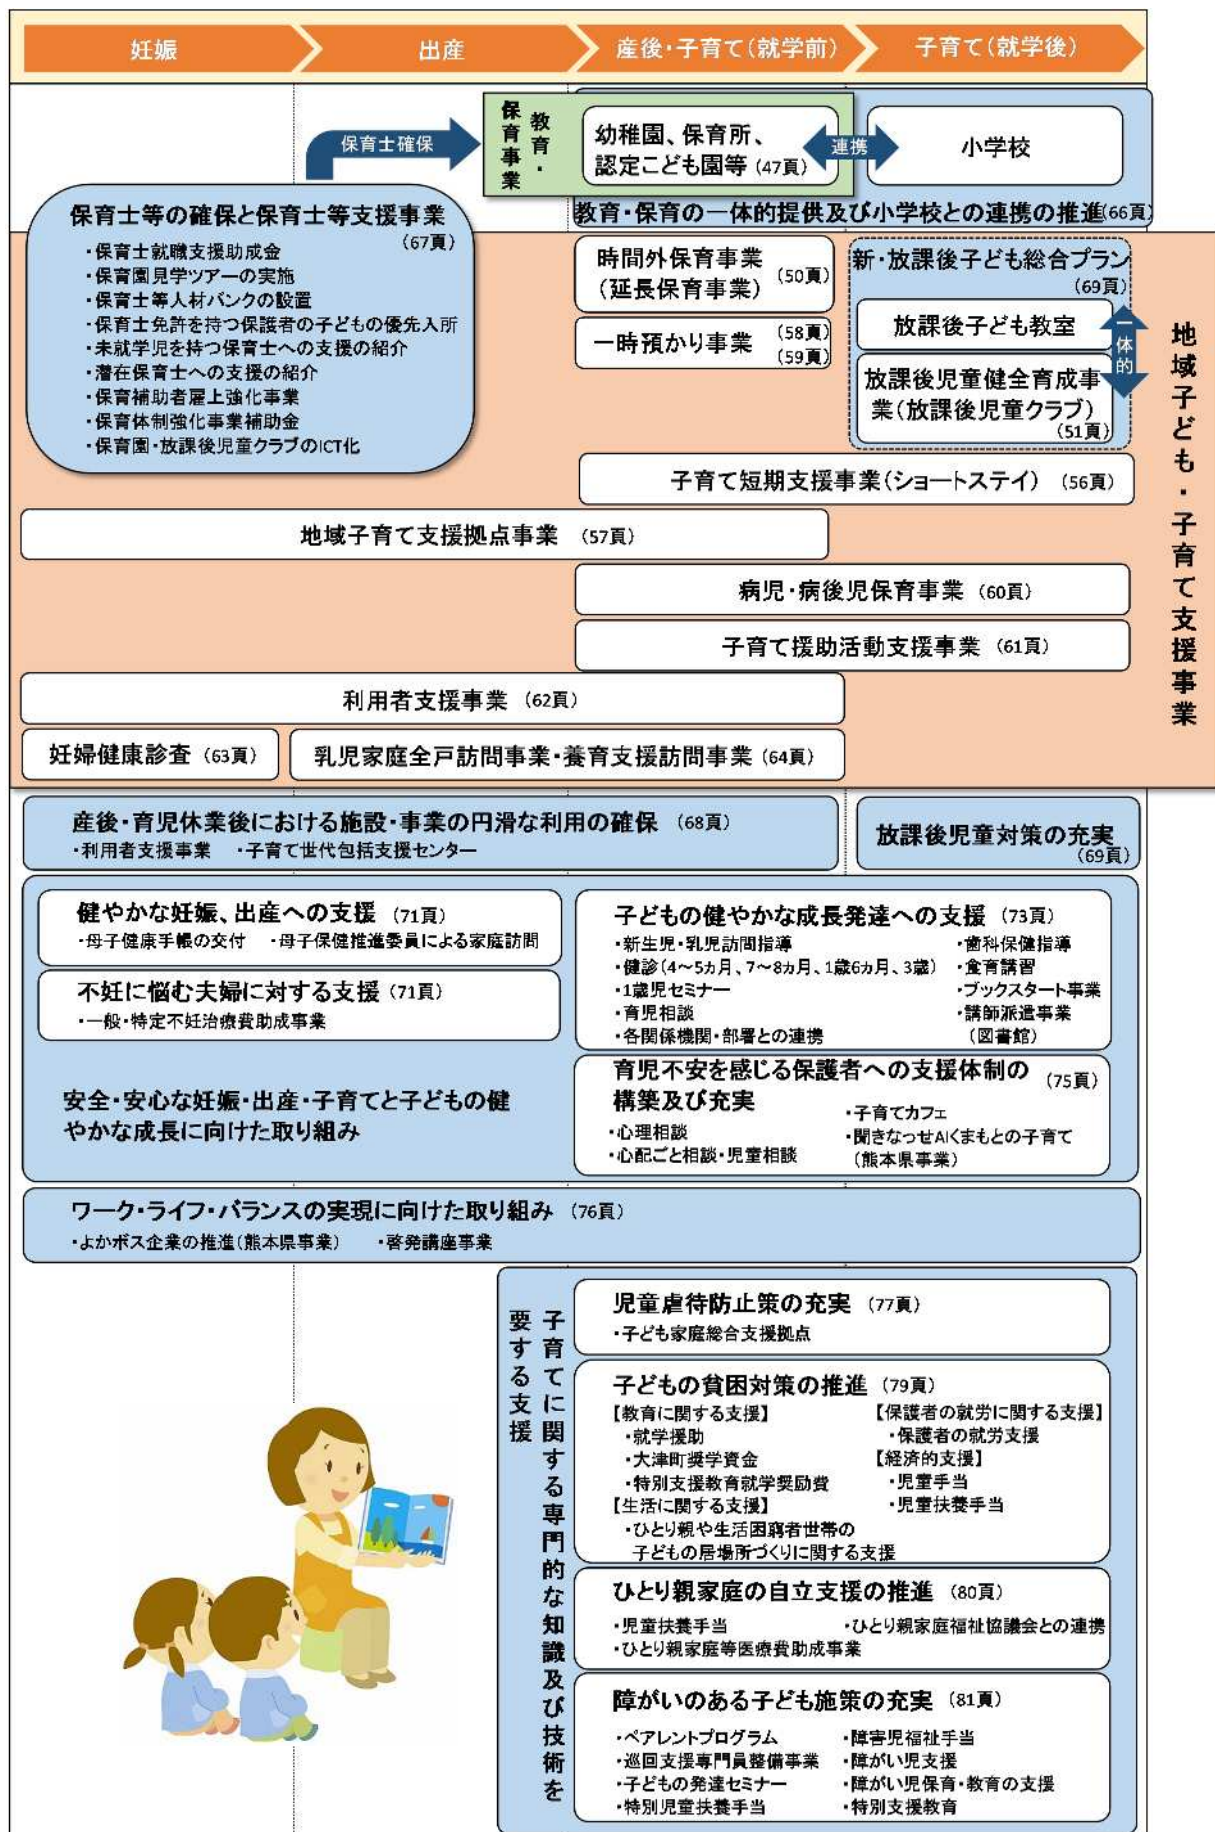 妊娠
出産
産後・子育て(就学前)
子育て(就学後)
保育士確保
教育・
保育事業
幼稚園、保育所、
認定こども園等 (47頁)
連携
小学校
教育・保育の一体的提供及び小学校との連携の推進(66頁)
保育士等の確保と保育士等支援事業
(67頁)
・保育士就職支援助成金
・保育園見学ツアーの実施
・保育士等人材バンクの設置
・保育士免許を持つ保護者の子どもの優先入所
・未就学児を持つ保育士への支援の紹介
・潜在保育士への支援の紹介
・保育補助者雇上強化事業
・保育体制強化事業補助金
・保育園・放課後児童クラブのICT化
時間外保育事業
(延長保育事業)
(50頁)
一時預かり事業
(58頁)
(59頁)
新・放課後子ども総合プラン
(69頁)
放課後子ども教室
一体的
放課後児童健全育成事
業(放課後児童クラブ)
(51頁)
地域子ども・子育て支援事業
子育て短期支援事業(ショートステイ) (56頁)
地域子育て支援拠点事業 (57頁)
病児・病後児保育事業 (60頁)
子育て援助活動支援事業 (61頁)
利用者支援事業 (62頁)
妊婦健康診査 (63頁)
乳児家庭全戸訪問事業・養育支援訪問事業 (64頁)
産後・育児休業後における施設・事業の円滑な利用の確保 (68頁)
・利用者支援事業 ・子育て世代包括支援センター
放課後児童対策の充実
(69頁)
健やかな妊娠、出産への支援 (71頁)
・母子健康手帳の交付 ・母子保健推進委員による家庭訪問
不妊に悩む夫婦に対する支援 (71頁)
・一般・特定不妊治療費助成事業
安全・安心な妊娠・出産・子育てと子どもの健
やかな成長に向けた取り組み
子どもの健やかな成長発達への支援 (73頁)
・新生児・乳児訪問指導
・健診(4～5カ月、7～8カ月、1歳6カ月、3歳)
・1歳児セミナー
・育児相談
・各関係機関・部署との連携
・歯科保健指導
・食育講習
・ブックスタート事業
・講師派遣事業
(図書館)
育児不安を感じる保護者への支援体制の
構築及び充実
(75頁)
・心理相談
・心配ごと相談・児童相談
・子育てカフェ
・聞きなっせAIくまもとの子育て
(熊本県事業)
ワーク・ライフ・バランスの実現に向けた取り組み (76頁)
・よかボス企業の推進(熊本県事業) ・啓発講座事業
子育てに関する専門的な知識及び技術を
要する支援
児童虐待防止策の充実 (77頁)
・子ども家庭総合支援拠点
子どもの貧困対策の推進 (79頁)
【教育に関する支援】
・就学援助
・大津町奨学資金
・特別支援教育就学奨励費
【生活に関する支援】
・ひとり親や生活困窮者世帯の
子どもの居場所づくりに関する支援
【保護者の就労に関する支援】
・保護者の就労支援
【経済的支援】
・児童手当
・児童扶養手当
ひとり親家庭の自立支援の推進 (80頁)
・児童扶養手当 ・ひとり親家庭福祉協議会との連携
・ひとり親家庭等医療費助成事業
障がいのある子ども施策の充実 (81頁)
・ペアレントプログラム
・巡回支援専門員整備事業
・子どもの発達セミナー
・特別児童扶養手当
・障害児福祉手当
・障がい児支援
・障がい児保育・教育の支援
・特別支援教育